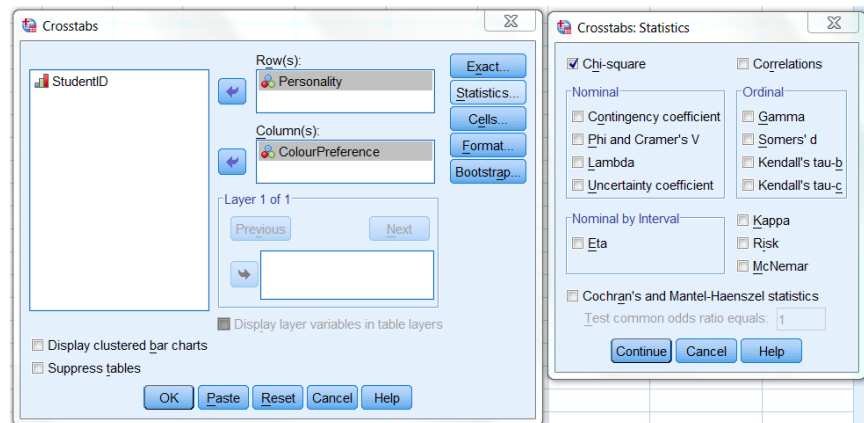 Crosstabs
StudentID
Row(s):
Personality
Column(s):
ColourPreference
Layer 1 of 1
Previous
Next
Display layer variables in table layers
Exact...
Statistics...
Cells...
Format...
Bootstrap...
Display clustered bar charts
Suppress tables
OK
Paste
Reset
Cancel
Help
Crosstabs: Statistics
Chi-square
Correlations
Nominal
Contingency coefficient
Phi and Cramer's V
Lambda
Uncertainty coefficient
Ordinal
Gamma
Somers' d
Kendall's tau-b
Kendall's tau-c
Nominal by Interval
Eta
Kappa
Risk
McNemar
Cochran's and Mantel-Haenszel statistics
Test common odds ratio equals: 1
Continue
Cancel
Help